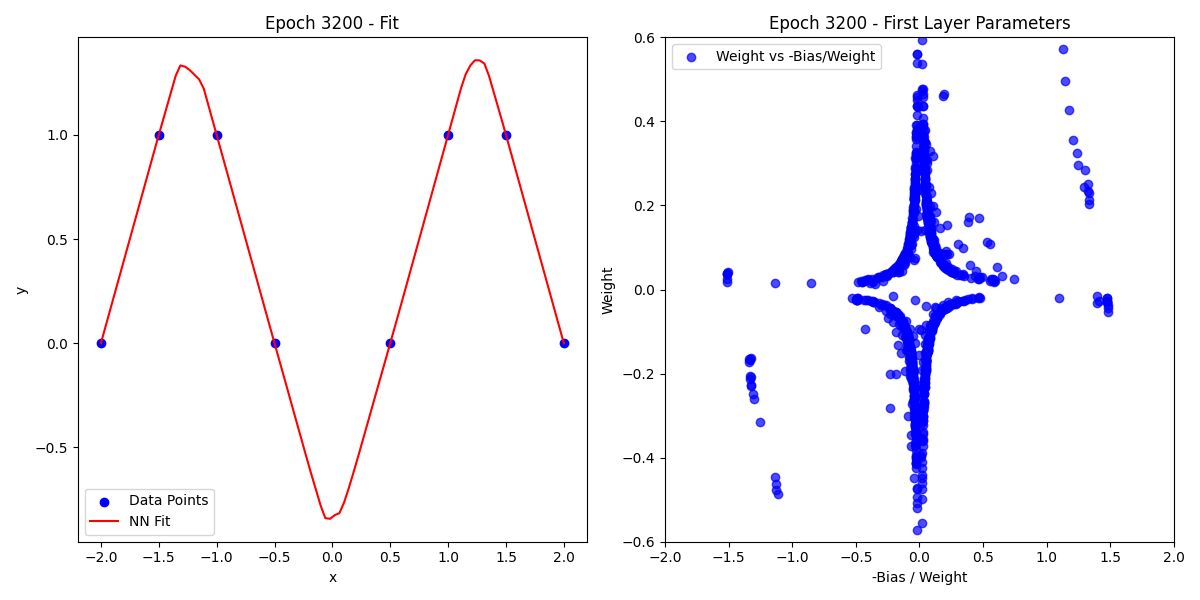 Epoch 3200 - Fit
y
1.0
0.5
0.0
−0.5
Data Points
NN Fit
−2.0 −1.5 −1.0 −0.5 0.0 0.5 1.0 1.5 2.0
x
Epoch 3200 - First Layer Parameters
Weight vs -Bias/Weight
Weight
0.6
0.4
0.2
0.0
−0.2
−0.4
−0.6
−2.0 −1.5 −1.0 −0.5 0.0 0.5 1.0 1.5 2.0
-Bias / Weight